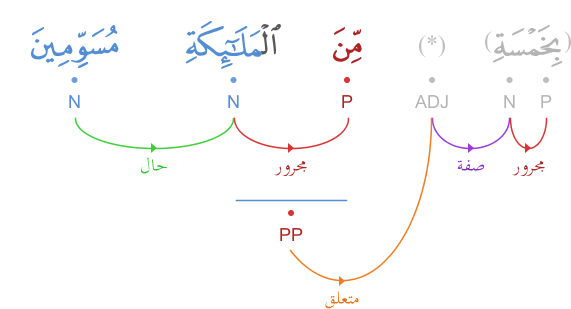 (بِخَمْسَةِ) (*) مِّنَ ٱلْمَلَـٰٓئِكَةِ مُسَوِّمِينَ
P N ADJ P N N
مجرور صفة مجرور حال
PP
متعلق